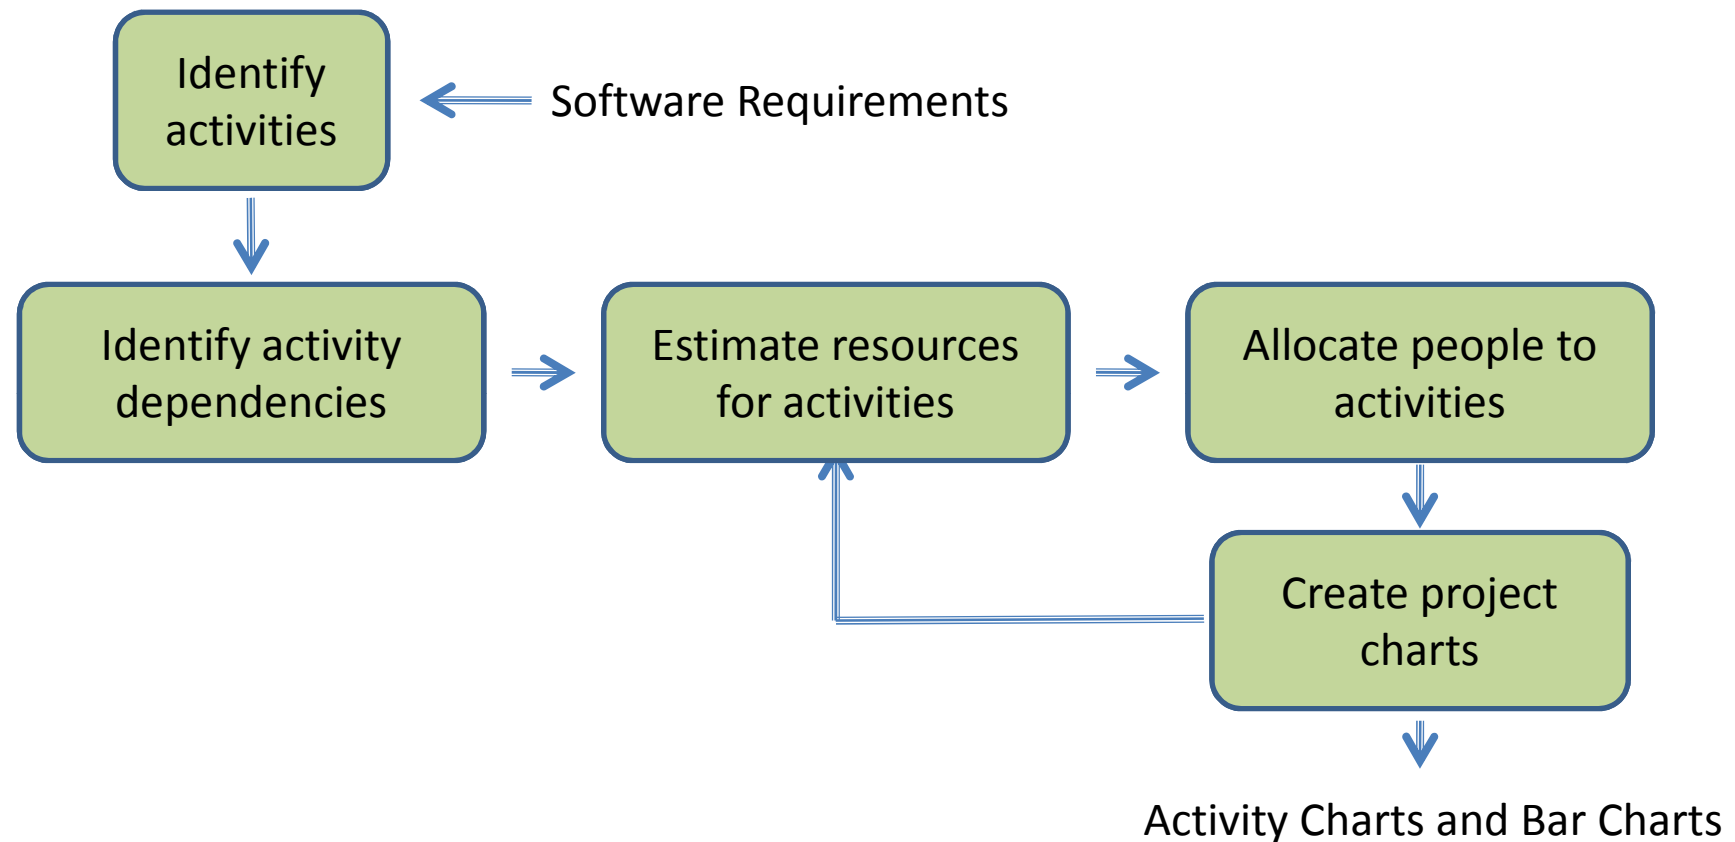 Identify
activities
Software Requirements
Identify activity
dependencies
Estimate resources
for activities
Allocate people to
activities
Create project
charts
Activity Charts and Bar Charts